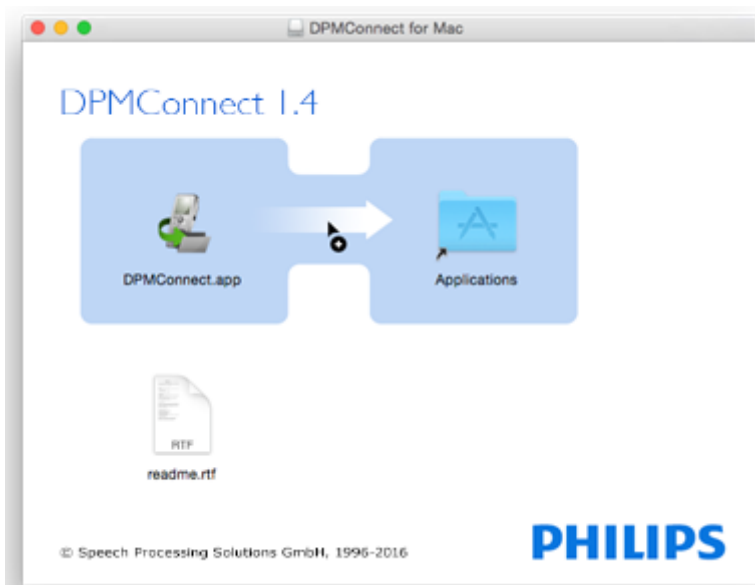 DPMConnect for Mac
DPMConnect 1.4
DPMConnect.app
Applications
RTF
readme.rtf
© Speech Processing Solutions GmbH, 1996-2016
PHILIPS